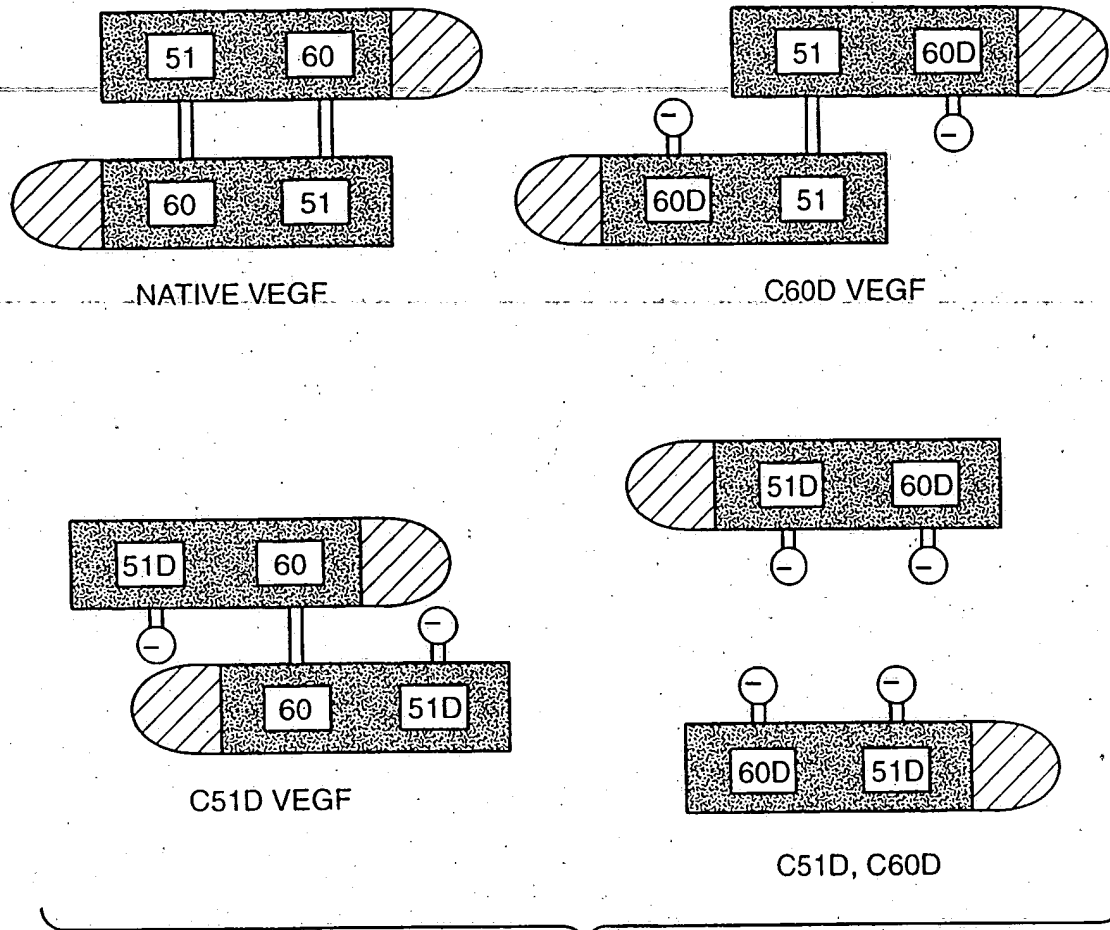 51 60
60 51
NATIVE VEGF
51 60D
60D 51
C60D VEGF
51D 60
60 51D
C51D VEGF
51D 60D
60D 51D
C51D, C60D